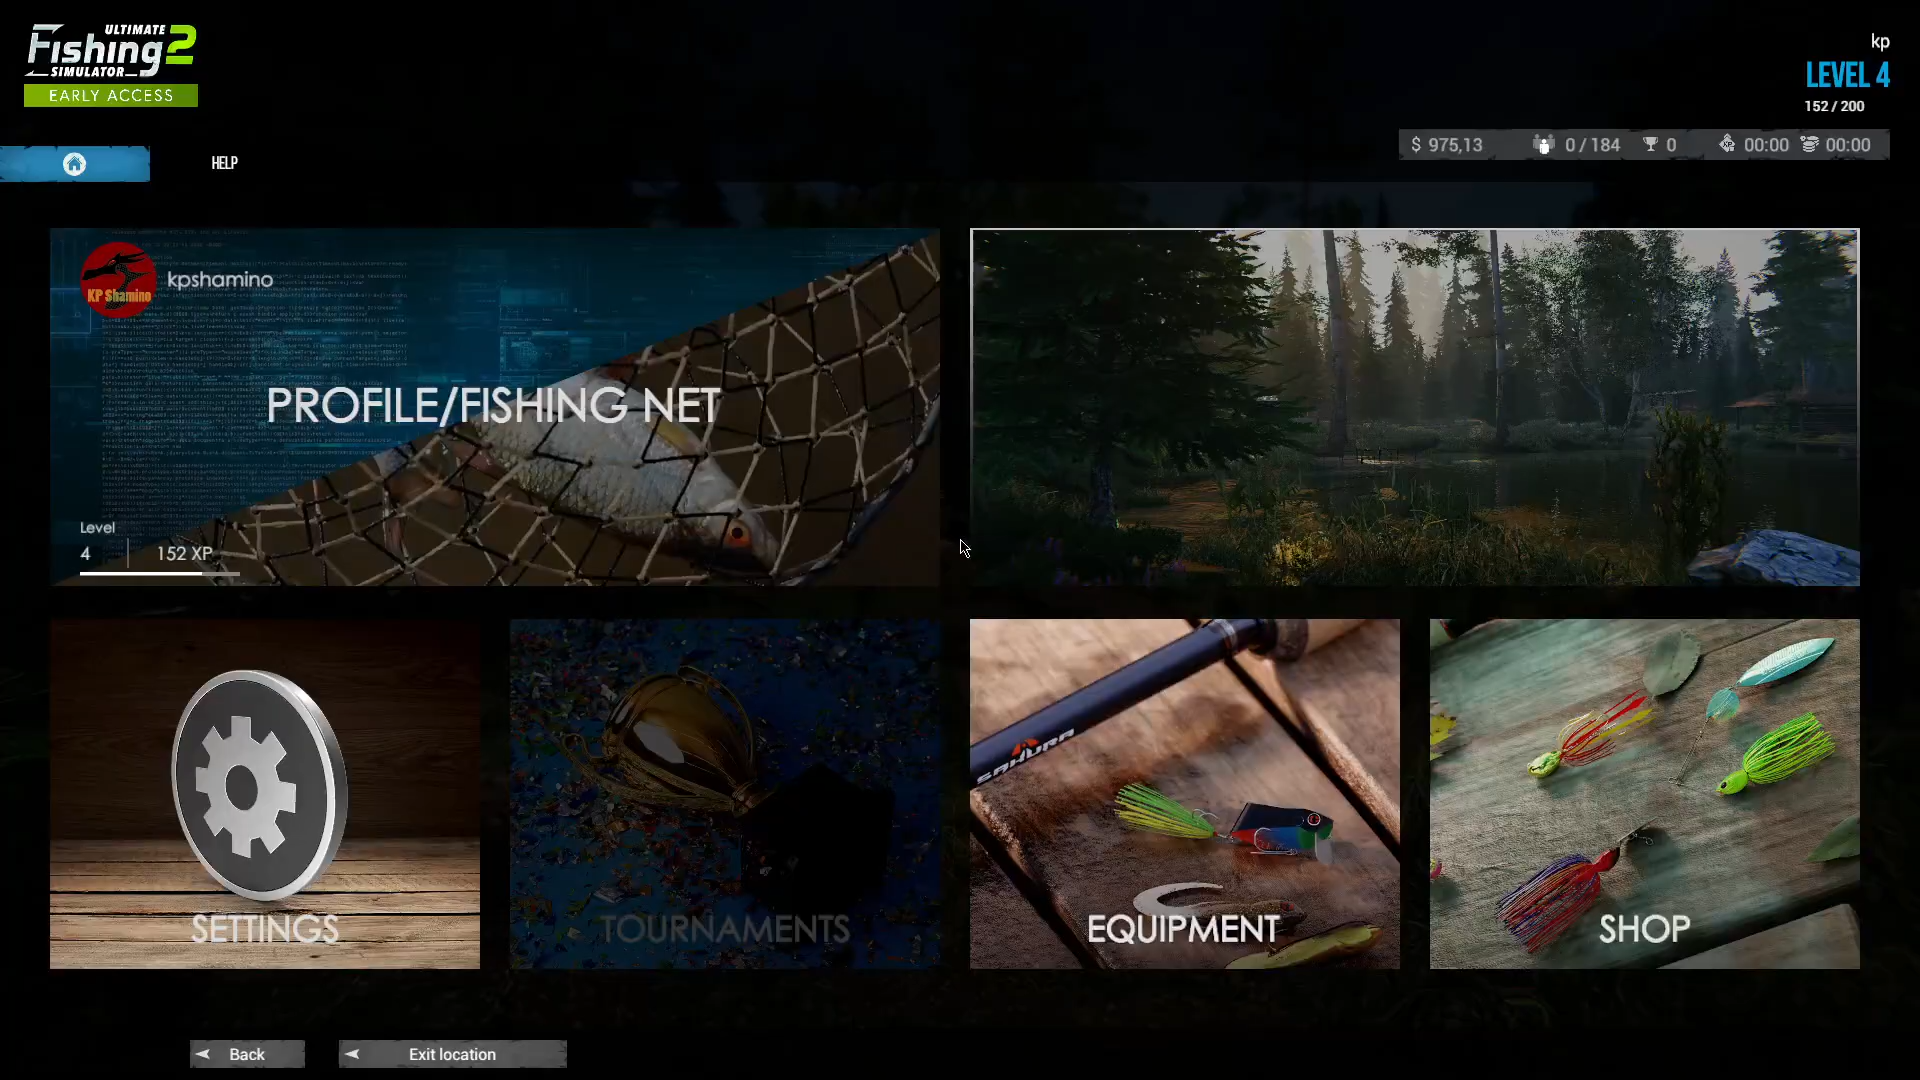 ULTIMATE
Fishing 2
SIMULATOR
EARLY ACCESS
kp
LEVEL 4
152 / 200
$ 975,13
0 / 184
0
00:00
00:00
HELP
KP Shamino
kpshamino
PROFILE/FISHING NET
Level
4
152 XP
SAKURA
SETTINGS
TOURNAMENTS
EQUIPMENT
SHOP
Back
Exit location